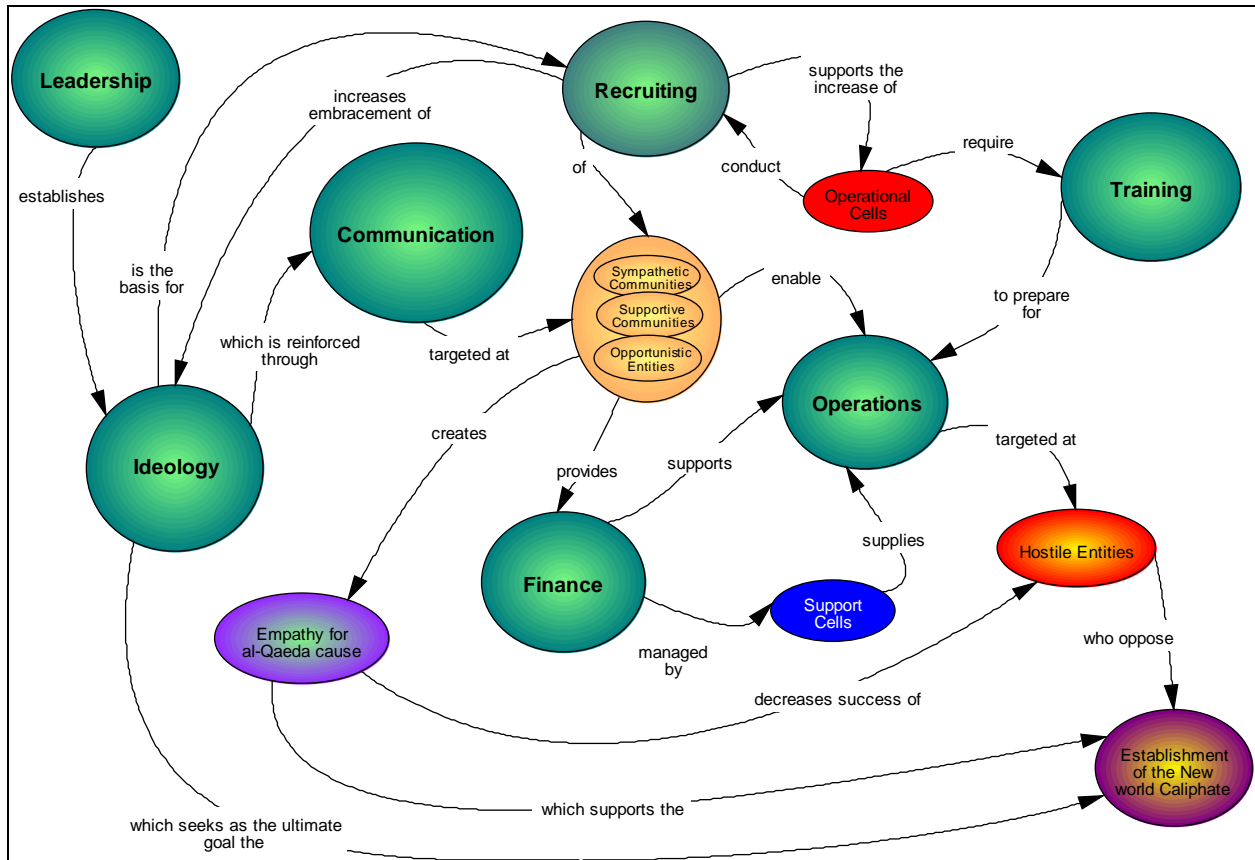 Leadership
Recruiting
supports the
increase of
increases
embracement of
require
of
conduct
Operational
Cells
Training
establishes
Communication
is the
basis for
Sympathetic
Communities
Supportive
Communities
Opportunistic
Entities
enable
to prepare
for
which is reinforced
through
targeted at
Operations
Ideology
creates
provides
supports
targeted at
supplies
Hostile Entities
Finance
Support
Cells
Empathy for
al-Qaeda cause
managed
by
who oppose
decreases success of
Establishment
of the New
world Caliphate
which supports the
which seeks as the ultimate
goal the